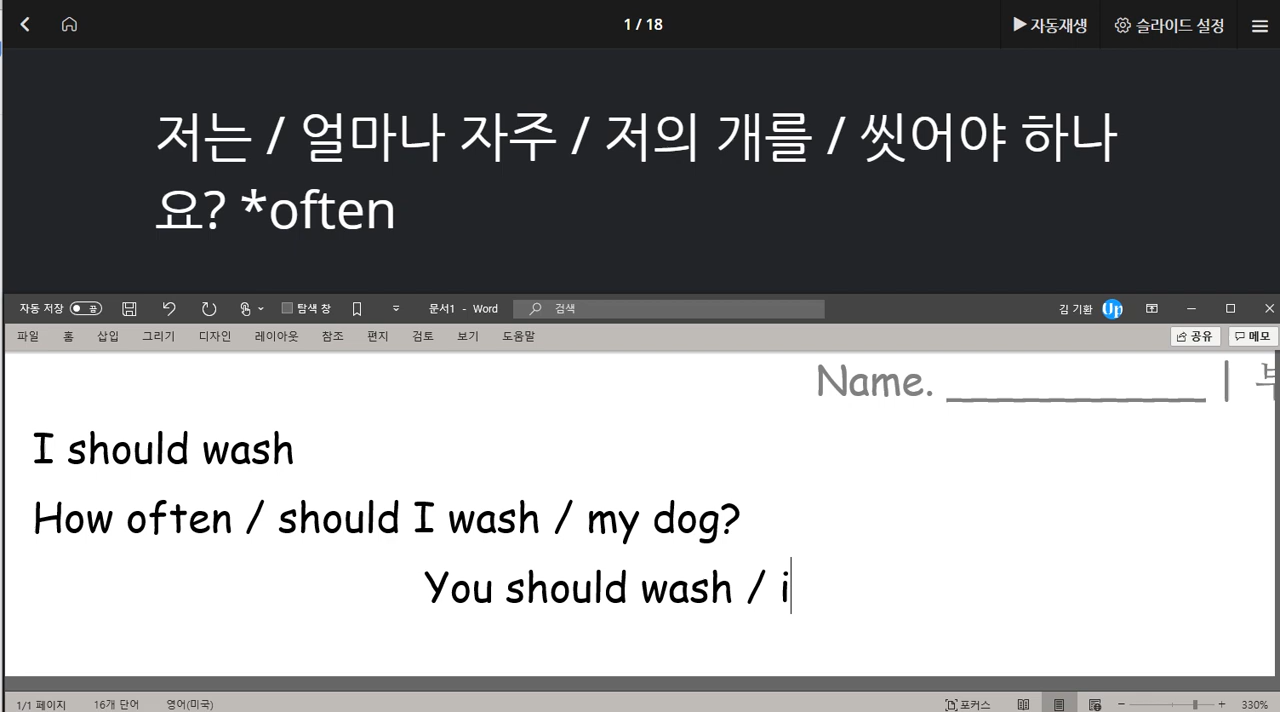 1 / 18
▶ 자동재생
슬라이드 설정
저는 / 얼마나 자주 / 저의 개를 / 씻어야 하나
요? *often
자동 저장 끔 탐색 창 문서1 - Word 검색 김 기환 Up
파일 홈 삽입 그리기 디자인 레이아웃 참조 편지 검토 보기 도움말 공유 메모
Name. ___________ |
I should wash
How often / should I wash / my dog?
You should wash / i
1/1 페이지 16개 단어 영어(미국) 포커스 − + 330%